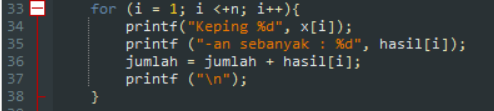 33 for (i = 1; i <+n; i++){
34 printf("Keping %d", x[i]);
35 printf ("-an sebanyak : %d", hasil[i]);
36 jumlah = jumlah + hasil[i];
37 printf ("\n");
38 }